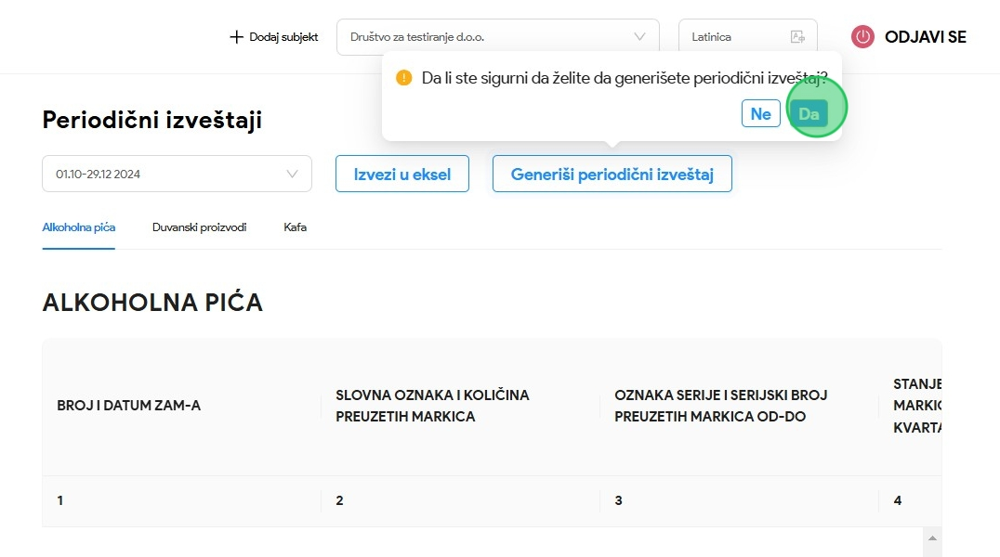 Dodaj subjekt
Društvo za testiranje d.o.o.
Latinica
ODJAVI SE
Da li ste sigurni da želite da generišete periodični izveštaj?
Ne
Da
Periodični izveštaji
01.10-29.12 2024
Izvezi u eksel
Generiši periodični izveštaj
Alkoholna pića
Duvanski proizvodi
Kafa
ALKOHOLNA PIĆA
BROJ I DATUM ZAM-A
SLOVNA OZNAKA I KOLIČINA
PREUZETIH MARKICA
OZNAKA SERIJE I SERIJSKI BROJ
PREUZETIH MARKICA OD-DO
STANJE
MARKIC
KVARTA
1
2
3
4